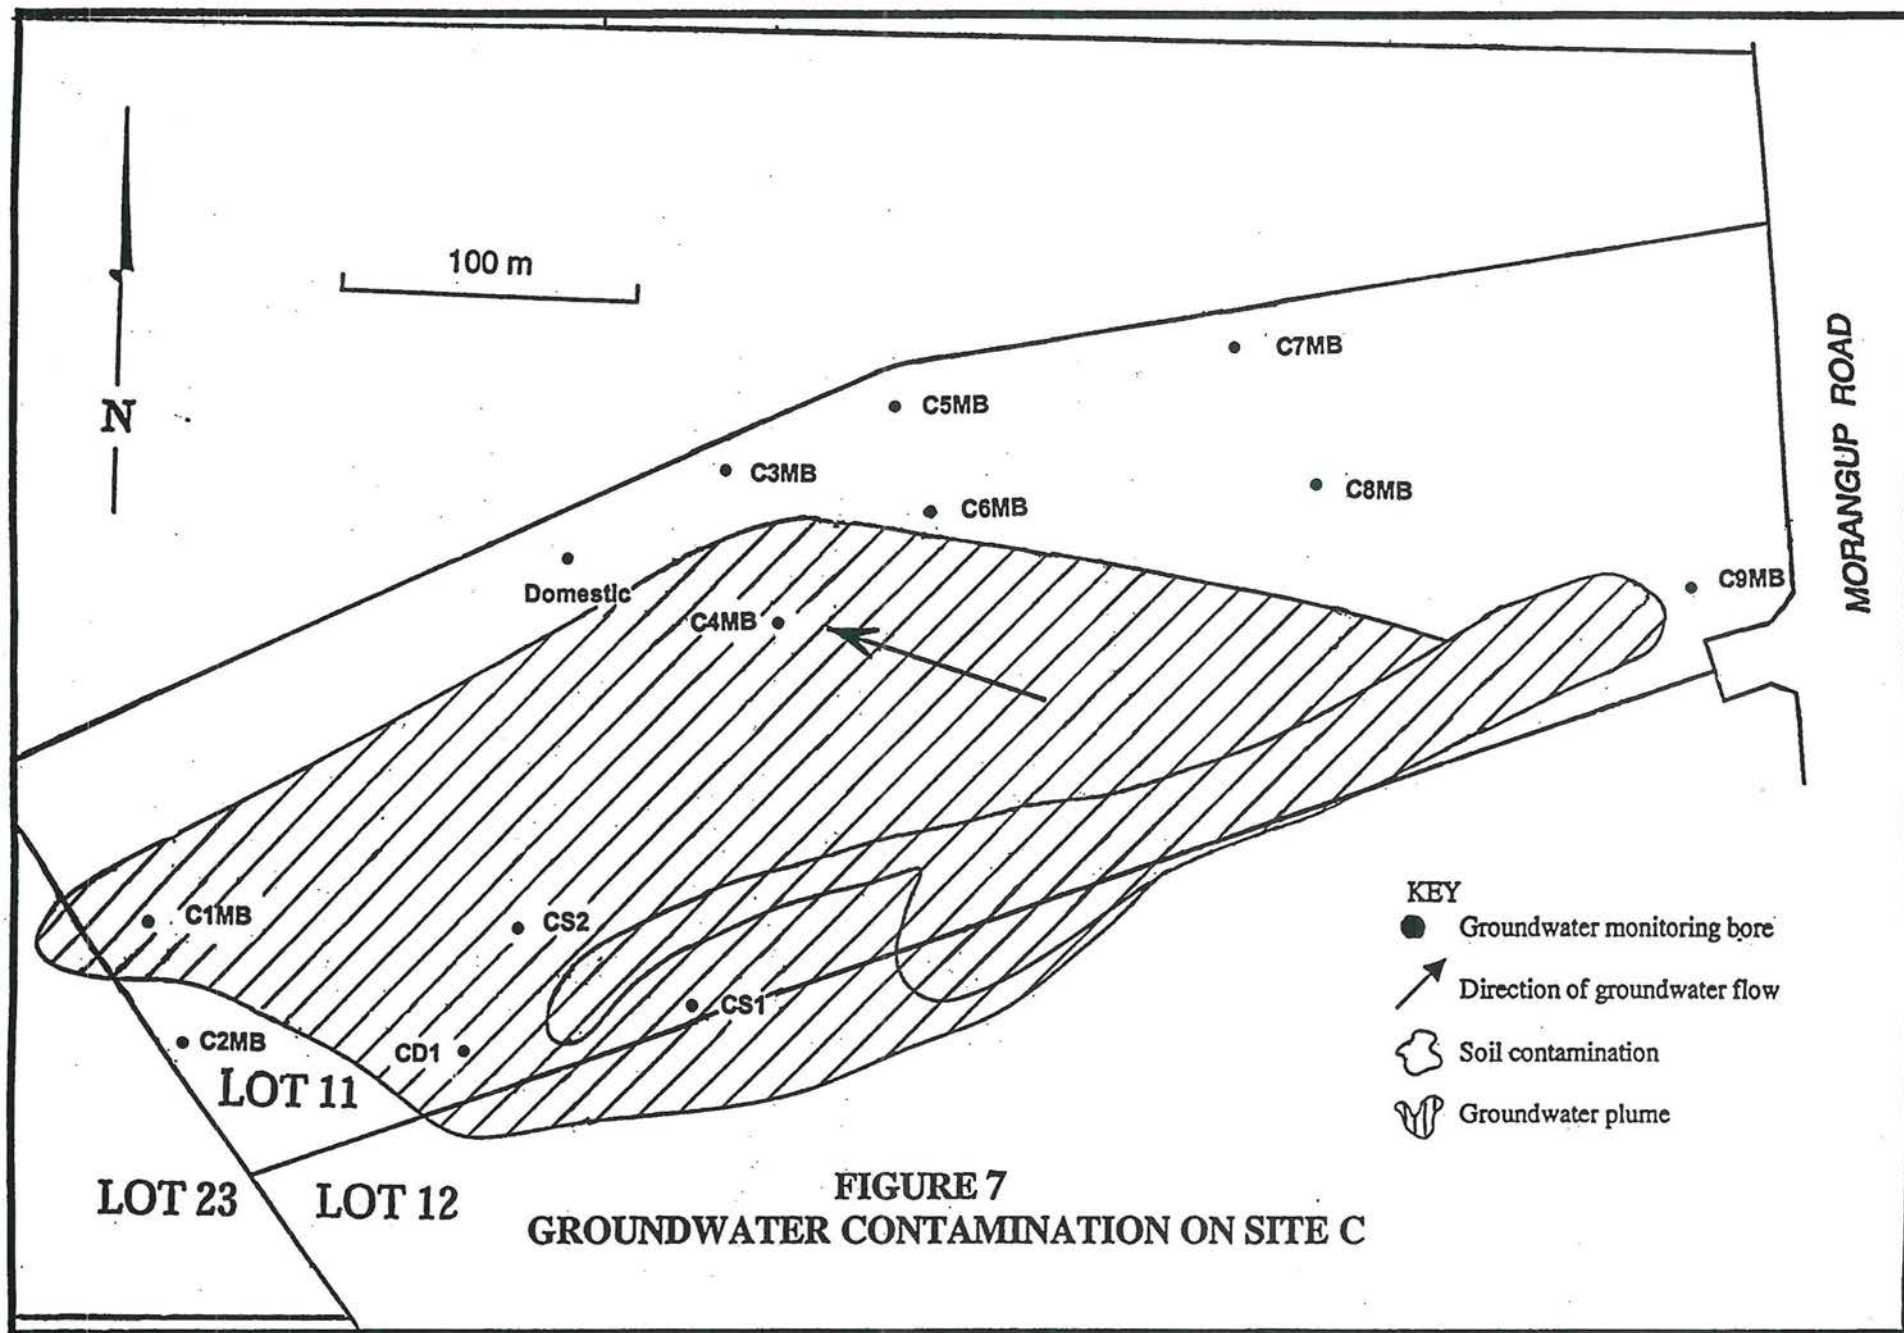 100 m
N
C7MB
C5MB
C3MB
C8MB
C6MB
MORANGUP ROAD
Domestic
C9MB
C4MB
C1MB
CS2
CS1
C2MB
CD1
LOT 11
LOT 23
LOT 12
KEY
Groundwater monitoring bore
Direction of groundwater flow
Soil contamination
Groundwater plume
FIGURE 7
GROUNDWATER CONTAMINATION ON SITE C